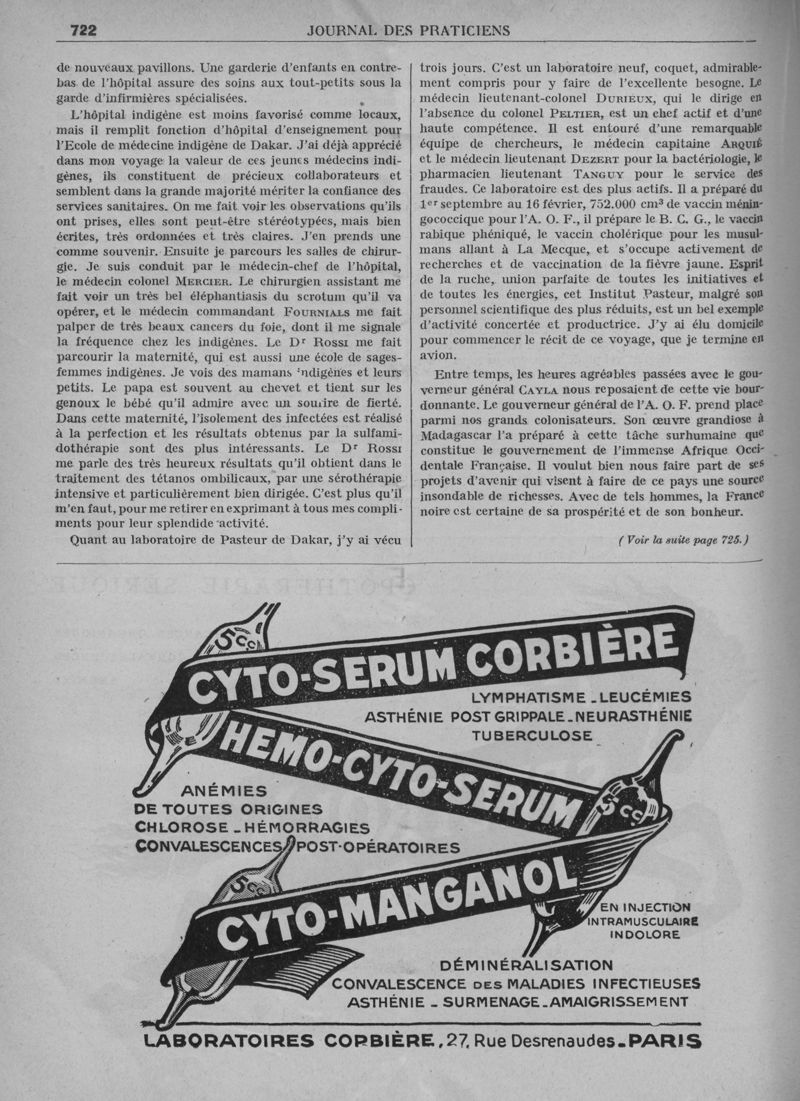 722
JOURNAL DES PRATICIENS
de nouveaux pavillons. Une garderie d'enfants en contre-
bas de l'hôpital assure des soins aux tout-petits sous la
garde d'infirmières spécialisées.
L'hôpital indigène est moins favorisé comme locaux,
mais il remplit fonction d'hôpital d'enseignement pour
l'Ecole de médecine indigène de Dakar. J'ai déjà apprécié
dans mon voyage la valeur de ces jeunes médecins indi-
gènes, ils constituent de précieux collaborateurs et
semblent dans la grande majorité mériter la confiance des
services sanitaires. On me fait voir les observations qu'ils
ont prises, elles sont peut-être stéréotypées, mais bien
écrites, très ordonnées et très claires. J'en prends une
comme souvenir. Ensuite je parcours les salles de chirur-
gie. Je suis conduit par le médecin-chef de l'hôpital,
le médecin colonel MERCIER. Le chirurgien assistant me
fait voir un très bel éléphantiasis du scrotum qu'il va
opérer, et le médecin commandant FOURNIALS me fait
palper de très beaux cancers du foie, dont il me signale
la fréquence chez les indigènes. Le Dr ROSSI me fait
parcourir la maternité, qui est aussi une école de sages-
femmes indigènes. Je vois des mamans indigènes et leurs
petits. Le papa est souvent au chevet et tient sur les
genoux le bébé qu'il admire avec un sourire de fierté.
Dans cette maternité, l'isolement des infectées est réalisé
à la perfection et les résultats obtenus par la sulfami-
dothérapie sont des plus intéressants. Le Dr ROSSI
me parle des très heureux résultats qu'il obtient dans le
traitement des tétanos ombilicaux, par une sérothérapie
intensive et particulièrement bien dirigée. C'est plus qu'il
m'en faut, pour me retirer en exprimant à tous mes compli-
ments pour leur splendide activité.
Quant au laboratoire de Pasteur de Dakar, j'y ai vécu
trois jours. C'est un laboratoire neuf, coquet, admirable-
ment compris pour y faire de l'excellente besogne. Le
médecin lieutenant-colonel DURIEUX, qui le dirige en
l'absence du colonel PELTIER, est un chef actif et d'une
haute compétence. Il est entouré d'une remarquable
équipe de chercheurs, le médecin capitaine ARQUIÉ
et le médecin lieutenant DEZERT pour la bactériologie, le
pharmacien lieutenant TANGUY pour le service des
fraudes. Ce laboratoire est des plus actifs. Il a préparé du
1er septembre au 16 février, 752.000 cm³ de vaccin ménin-
gococcique pour l'A. O. F., il prépare le B. C. G., le vaccin
rabique phéniqué, le vaccin cholérique pour les musul-
mans allant à La Mecque, et s'occupe activement de
recherches et de vaccination de la fièvre jaune. Esprit
de la ruche, union parfaite de toutes les initiatives et
de toutes les énergies, cet Institut Pasteur, malgré son
personnel scientifique des plus réduits, est un bel exemple
d'activité concertée et productrice. J'y ai élu domicile
pour commencer le récit de ce voyage, que je termine en
avion.
Entre temps, les heures agréables passées avec le gou-
verneur général CAYLA nous reposaient de cette vie bour-
donnante. Le gouverneur général de l'A. O. F. prend place
parmi nos grands colonisateurs. Son œuvre grandiose à
Madagascar l'a préparé à cette tâche surhumaine que
constitue le gouvernement de l'immense Afrique Occi-
dentale Française. Il voulut bien nous faire part de ses
projets d'avenir qui visent à faire de ce pays une source
insondable de richesses. Avec de tels hommes, la France
noire est certaine de sa prospérité et de son bonheur.
(Voir la suite page 725.)
5cc
CYTO-SERUM CORBIÈRE
LYMPHATISME - LEUCÉMIES
ASTHÉNIE POST GRIPPALE - NEURASTHÉNIE
TUBERCULOSE
HEMO-CYTO-SERUM
5cc
ANÉMIES
DE TOUTES ORIGINES
CHLOROSE - HÉMORRAGIES
CONVALESCENCES POST-OPÉRATOIRES
5cc
CYTO-MANGANOL
EN INJECTION
INTRAMUSCULAIRE
INDOLORE
DÉMINÉRALISATION
CONVALESCENCE DES MALADIES INFECTIEUSES
ASTHÉNIE - SURMENAGE - AMAIGRISSEMENT
LABORATOIRES CORBIÈRE, 27, Rue Desrenaudes - PARIS